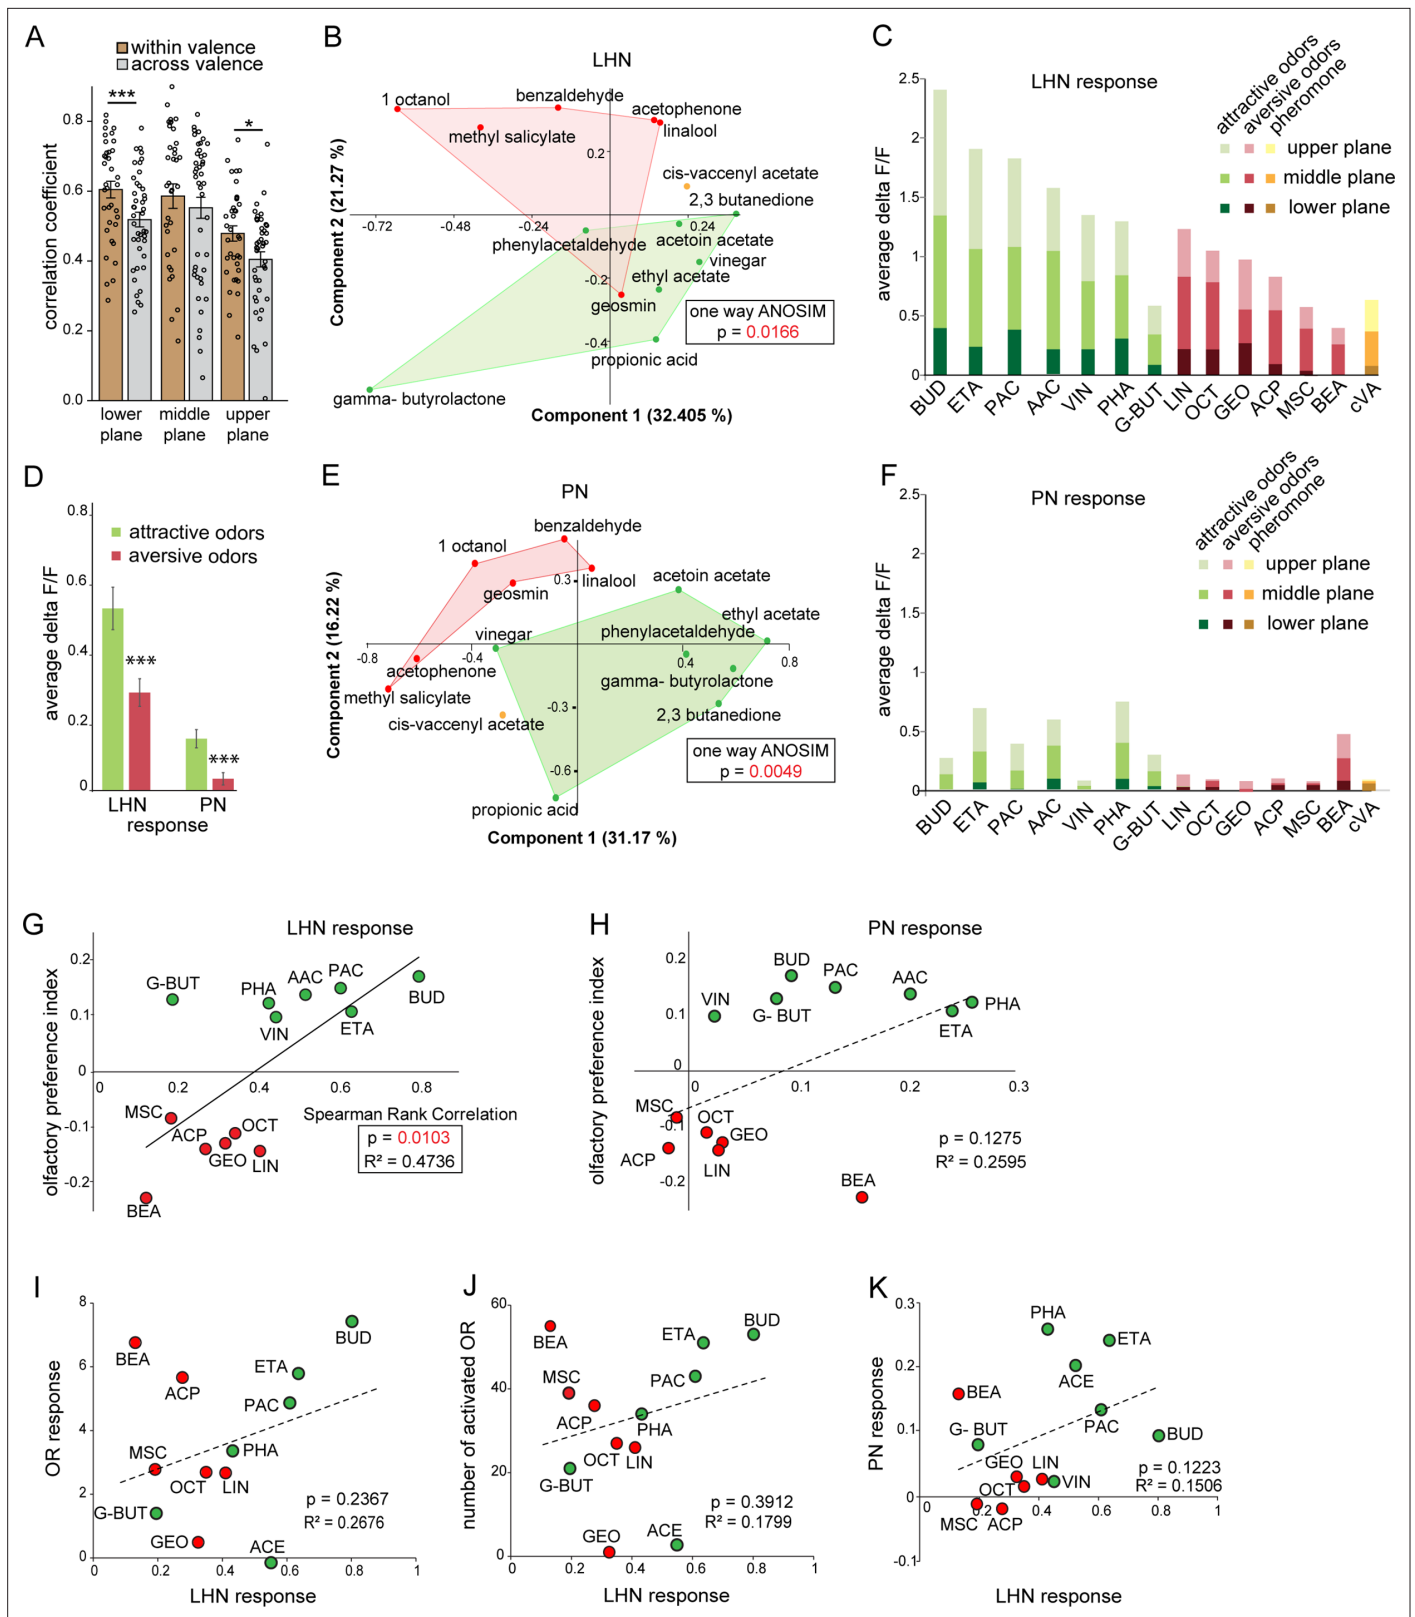 A
within valence
across valence
***
*
correlation coefficient
0.8
0.6
0.4
0.2
0.0
lower plane
middle plane
upper plane
B
LHN
1 octanol
benzaldehyde
acetophenone
methyl salicylate
linalool
0.2
cis-vaccenyl acetate
2,3 butanedione
-0.72
-0.48
-0.24
0.24
phenylacetaldehyde
acetoin acetate
vinegar
-0.2
ethyl acetate
geosmin
one way ANOSIM
p = 0.0166
-0.4
propionic acid
gamma- butyrolactone
Component 1 (32.405 %)
Component 2 (21.27 %)
C
LHN response
attractive odors
aversive odors
pheromone
upper plane
middle plane
lower plane
average delta F/F
2.5
2
1.5
1
0.5
0
BUD
ETA
PAC
AAC
VIN
PHA
G-BUT
LIN
OCT
GEO
ACP
MSC
BEA
cVA
D
attractive odors
aversive odors
average delta F/F
0.8
0.6
0.4
0.2
0
***
***
LHN
PN
response
E
PN
benzaldehyde
1 octanol
0.3
linalool
geosmin
acetoin acetate
ethyl acetate
vinegar
phenylacetaldehyde
-0.8
-0.4
0.4
0.8
acetophenone
methyl salicylate
gamma- butyrolactone
cis-vaccenyl acetate
-0.3
2,3 butanedione
one way ANOSIM
p = 0.0049
-0.6
propionic acid
Component 1 (31.17 %)
Component 2 (16.22 %)
F
PN response
attractive odors
aversive odors
pheromone
upper plane
middle plane
lower plane
average delta F/F
2.5
2
1.5
1
0.5
0
BUD
ETA
PAC
AAC
VIN
PHA
G-BUT
LIN
OCT
GEO
ACP
MSC
BEA
cVA
G
LHN response
olfactory preference index
0.2
0.1
0
-0.1
-0.2
0
0.2
0.4
0.6
0.8
G-BUT
PHA
AAC
PAC
VIN
ETA
BUD
MSC
ACP
OCT
GEO
LIN
BEA
Spearman Rank Correlation
p = 0.0103
R² = 0.4736
H
PN response
olfactory preference index
0.2
0.1
0
-0.1
-0.2
0
0.1
0.2
0.3
VIN
BUD
G- BUT
PAC
AAC
PHA
ETA
MSC
OCT
GEO
ACP
LIN
BEA
p = 0.1275
R² = 0.2595
I
OR response
8
6
4
2
0
0
0.2
0.4
0.6
0.8
1
BEA
ACP
BUD
ETA
PAC
MSC
PHA
OCT
LIN
G-BUT
GEO
ACE
p = 0.2367
R² = 0.2676
LHN response
J
number of activated OR
60
40
20
0
0
0.2
0.4
0.6
0.8
1
BEA
ETA
BUD
MSC
PAC
ACP
PHA
OCT
LIN
G-BUT
GEO
ACE
p = 0.3912
R² = 0.1799
LHN response
K
PN response
0.3
0.2
0.1
0
-0.1
0
0.2
0.4
0.6
0.8
1
PHA
ETA
ACE
BEA
PAC
BUD
G- BUT
GEO
LIN
OCT
VIN
MSC
ACP
p = 0.1223
R² = 0.1506
LHN response